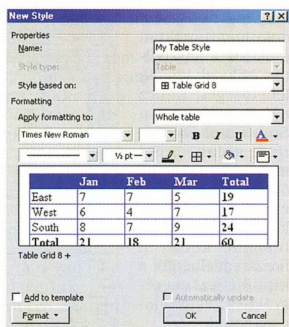 New Style
Properties
Name: My Table Style
Style type: Table
Style based on: Table Grid 8
Formatting
Apply formatting to: Whole table
Times New Roman B I U A
½ pt
Jan Feb Mar Total
East 7 7 5 19
West 6 4 7 17
South 8 7 9 24
Total 21 18 21 60
Table Grid 8 +
Add to template Automatically update
Format OK Cancel